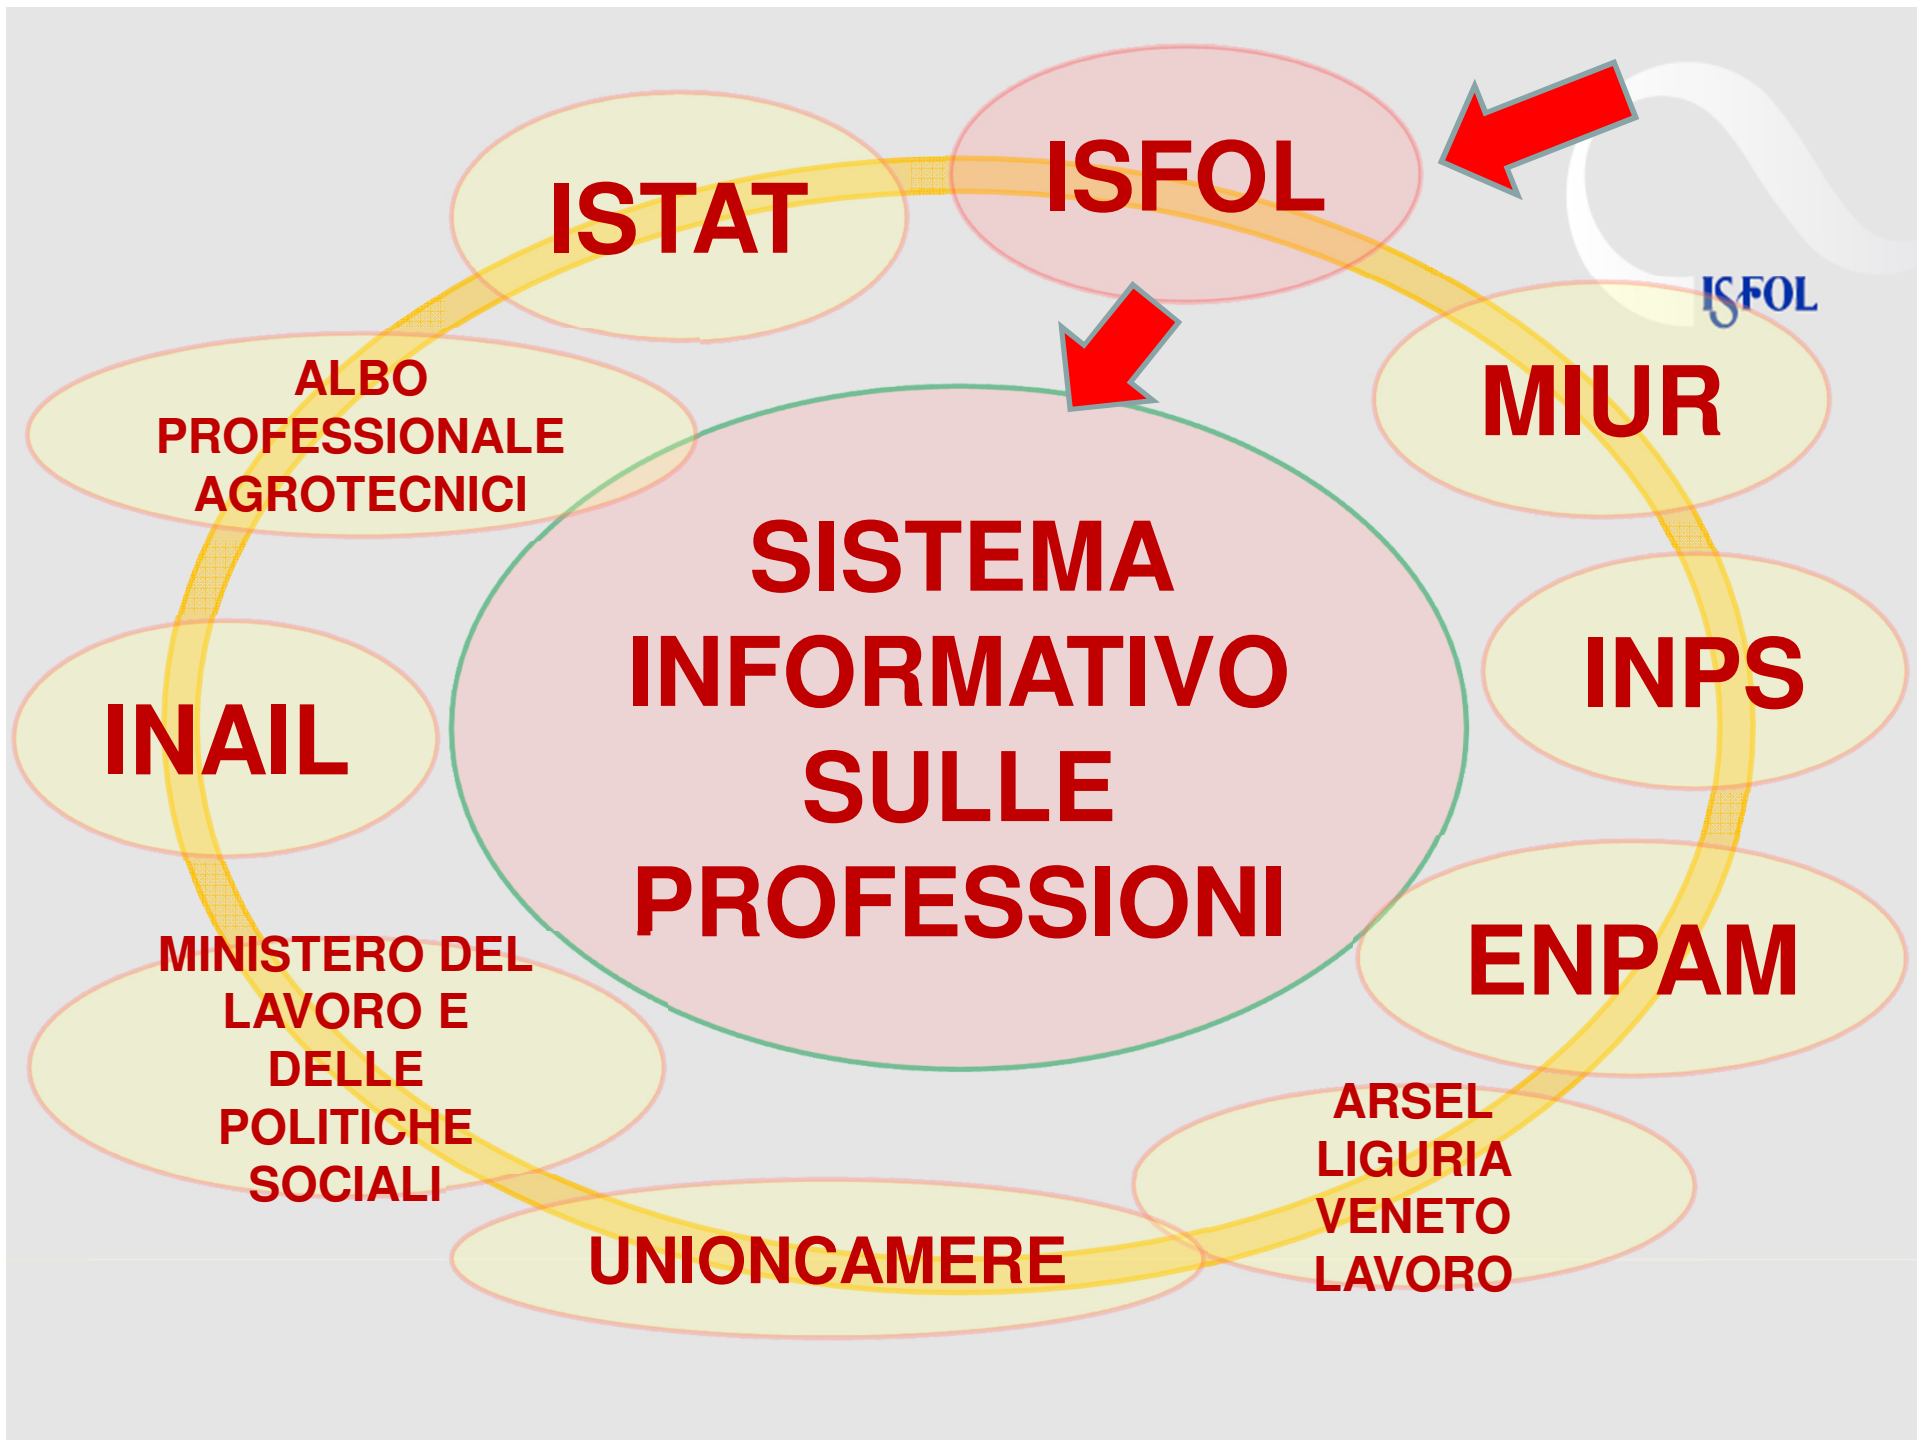 ISFOL
ISTAT
ISFOL
MIUR
ALBO
PROFESSIONALE
AGROTECNICI
SISTEMA
INFORMATIVO
SULLE
PROFESSIONI
INPS
INAIL
ENPAM
MINISTERO DEL
LAVORO E
DELLE
POLITICHE
SOCIALI
ARSEL
LIGURIA
VENETO
LAVORO
UNIONCAMERE